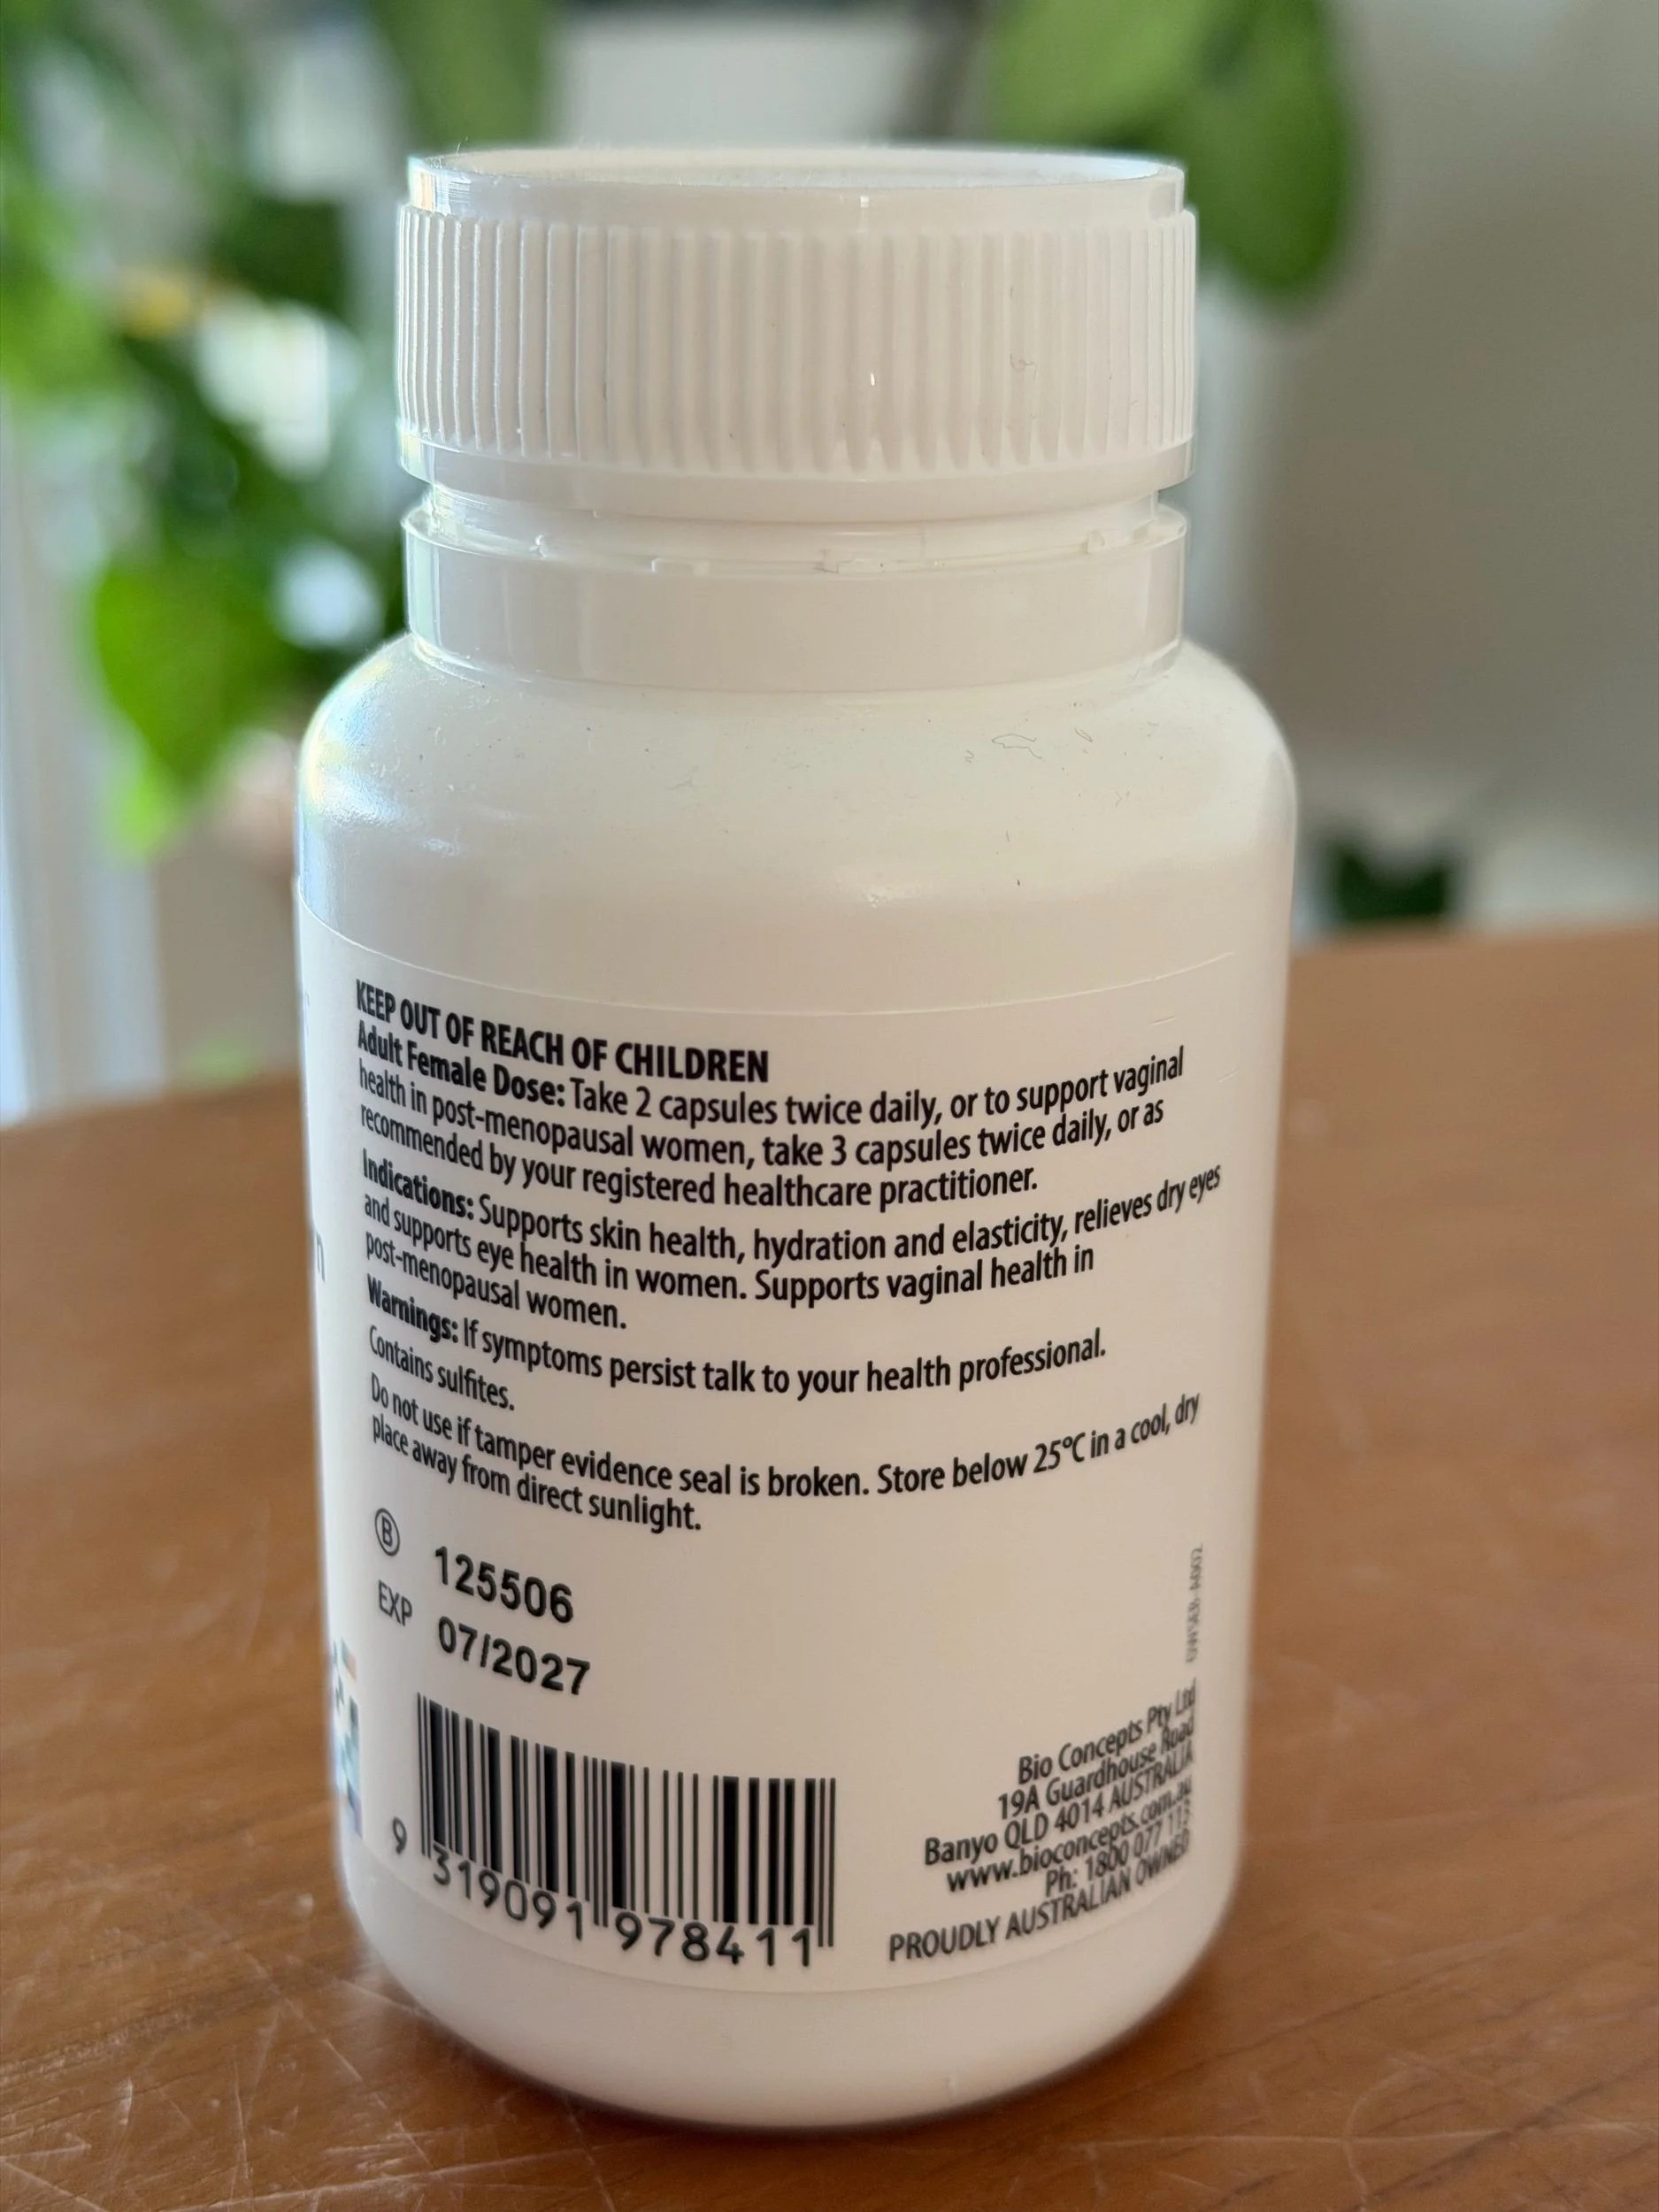 KEEP OUT OF REACH OF CHILDREN
Adult Female Dose: Take 2 capsules twice daily, or to support vaginal
health in post-menopausal women, take 3 capsules twice daily, or as
recommended by your registered healthcare practitioner.
Indications: Supports skin health, hydration and elasticity, relieves dry eyes
and supports eye health in women. Supports vaginal health in
post-menopausal women.
Warnings: If symptoms persist talk to your health professional.
Contains sulfites.
Do not use if tamper evidence seal is broken. Store below 25°C in a cool, dry
place away from direct sunlight.
Ⓑ 125506
EXP 07/2027
9 319091 978411
Bio Concepts Pty Ltd
19A Guardhouse Road
Banyo QLD 4014 AUSTRALIA
www.bioconcepts.com.au
Ph: 1800 077 113
PROUDLY AUSTRALIAN OWNED